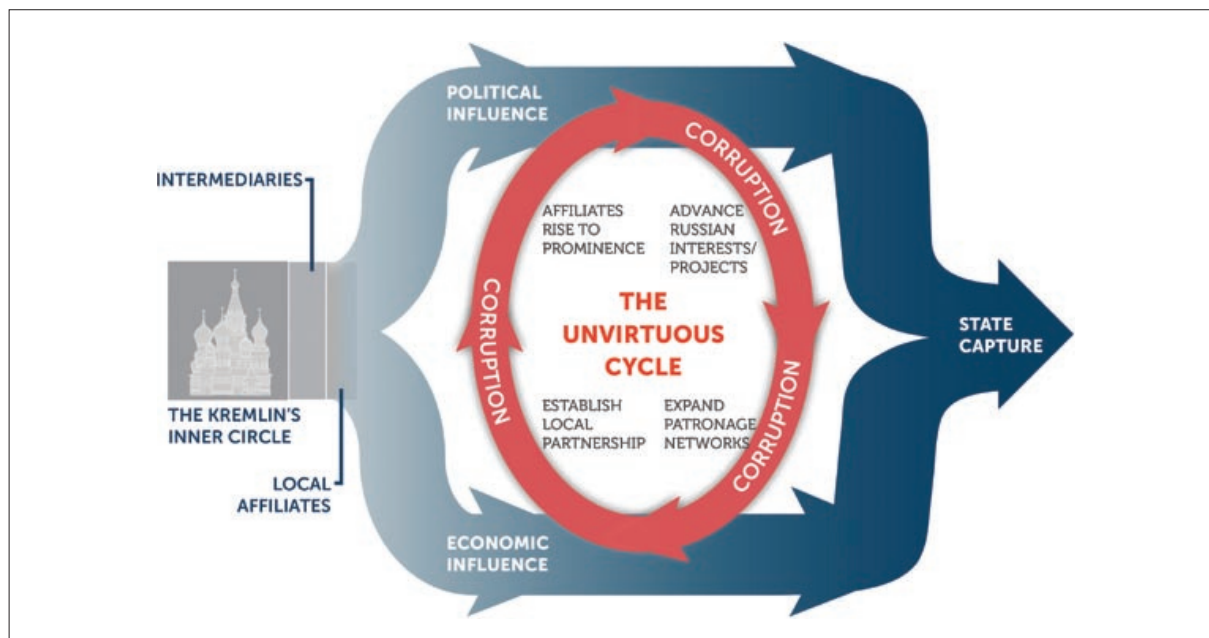 POLITICAL
INFLUENCE
INTERMEDIARIES
THE KREMLIN'S
INNER CIRCLE
LOCAL
AFFILIATES
CORRUPTION
CORRUPTION
CORRUPTION
AFFILIATES
RISE TO
PROMINENCE
ADVANCE
RUSSIAN
INTERESTS/
PROJECTS
THE
UNVIRTUOUS
CYCLE
ESTABLISH
LOCAL
PARTNERSHIP
EXPAND
PATRONAGE
NETWORKS
ECONOMIC
INFLUENCE
STATE
CAPTURE